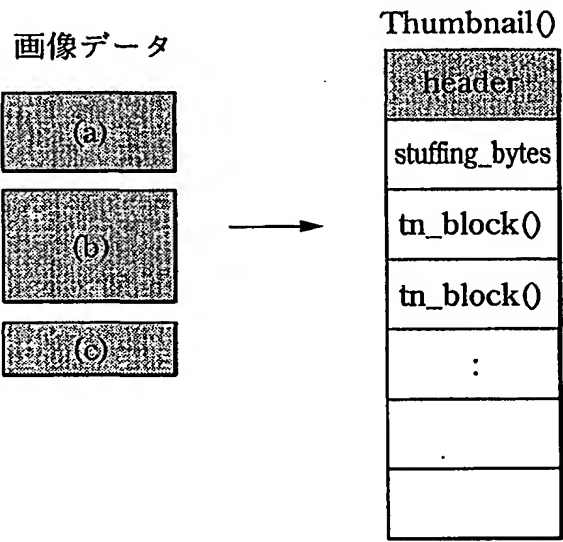 画像データ
(a)
(b)
(c)
Thumbnail()
header
stuffing_bytes
tn_block()
tn_block()
: